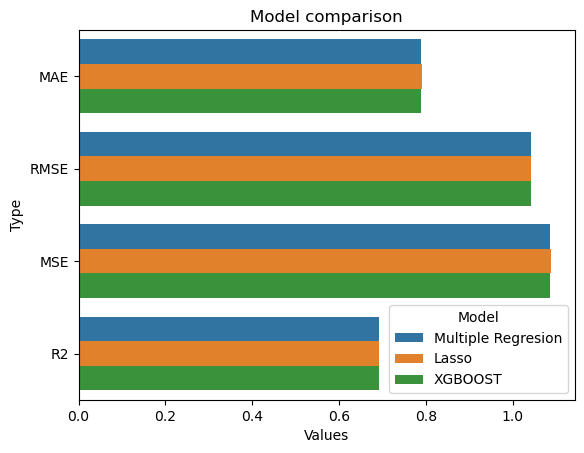 Model comparison
MAE
RMSE
MSE
R2
Type
Model
Multiple Regresion
Lasso
XGBOOST
0.0 0.2 0.4 0.6 0.8 1.0
Values